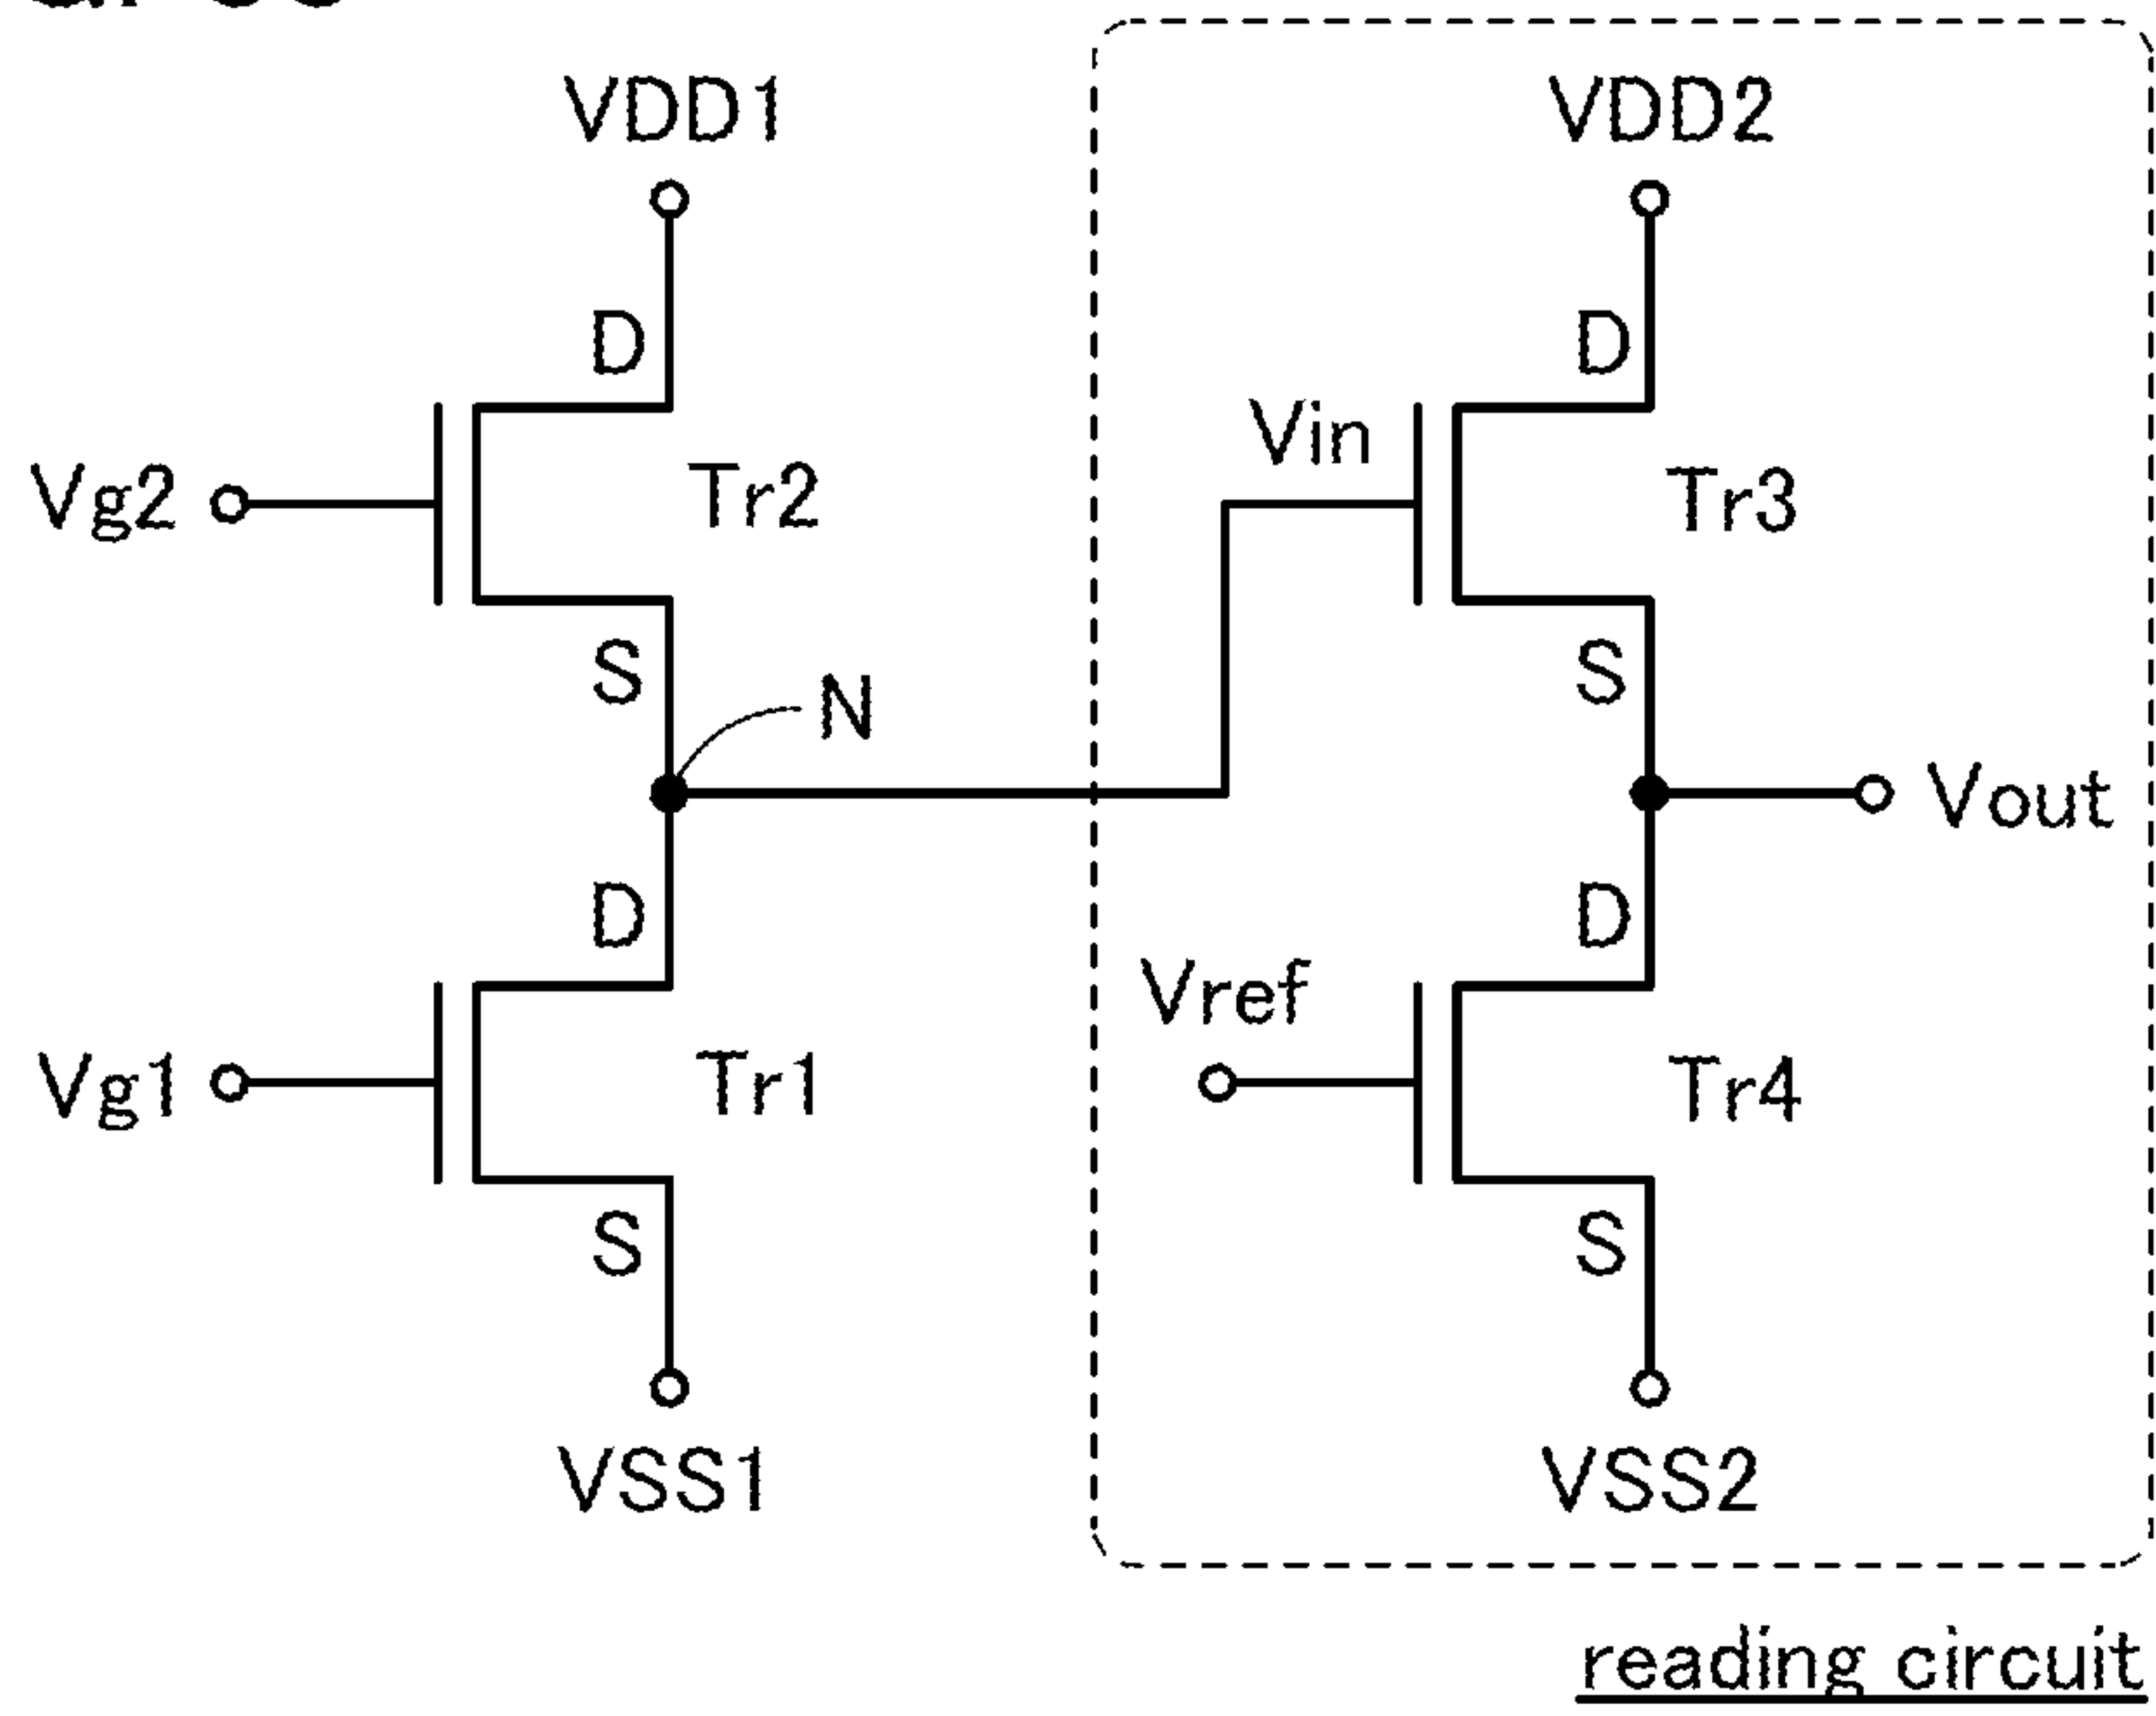 VDD1
VDD2
D
D
Vin
Vg2
Tr2
Tr3
S
S
N
Vout
D
D
Vref
Vg1
Tr1
Tr4
S
S
VSS1
VSS2
reading circuit